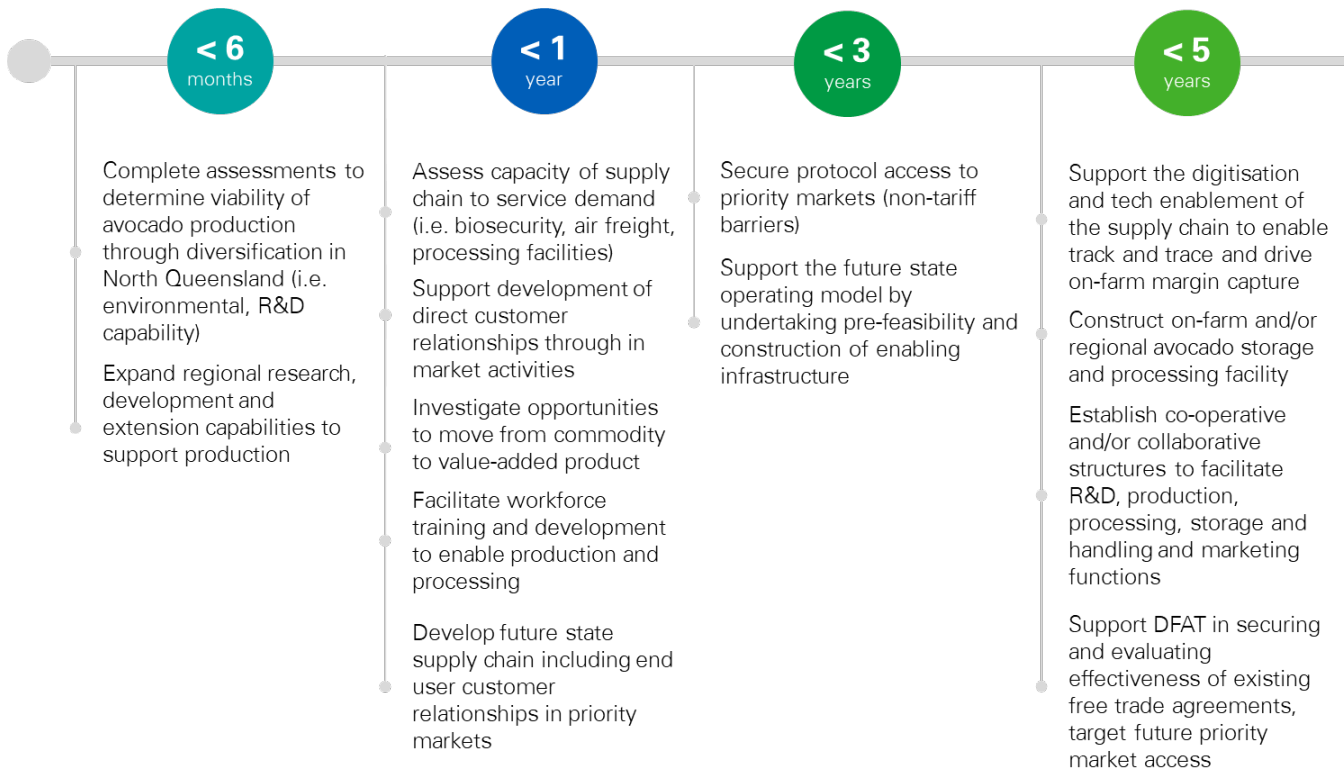 < 6
months
< 1
year
< 3
years
< 5
years
Complete assessments to
determine viability of
avocado production
through diversification in
North Queensland (i.e.
environmental, R&D
capability)
Expand regional research,
development and
extension capabilities to
support production
Assess capacity of supply
chain to service demand
(i.e. biosecurity, air freight,
processing facilities)
Support development of
direct customer
relationships through in
market activities
Investigate opportunities
to move from commodity
to value-added product
Facilitate workforce
training and development
to enable production and
processing
Develop future state
supply chain including end
user customer
relationships in priority
markets
Secure protocol access to
priority markets (non-tariff
barriers)
Support the future state
operating model by
undertaking pre-feasibility and
construction of enabling
infrastructure
Support the digitisation
and tech enablement of
the supply chain to enable
track and trace and drive
on-farm margin capture
Construct on-farm and/or
regional avocado storage
and processing facility
Establish co-operative
and/or collaborative
structures to facilitate
R&D, production,
processing, storage and
handling and marketing
functions
Support DFAT in securing
and evaluating
effectiveness of existing
free trade agreements,
target future priority
market access